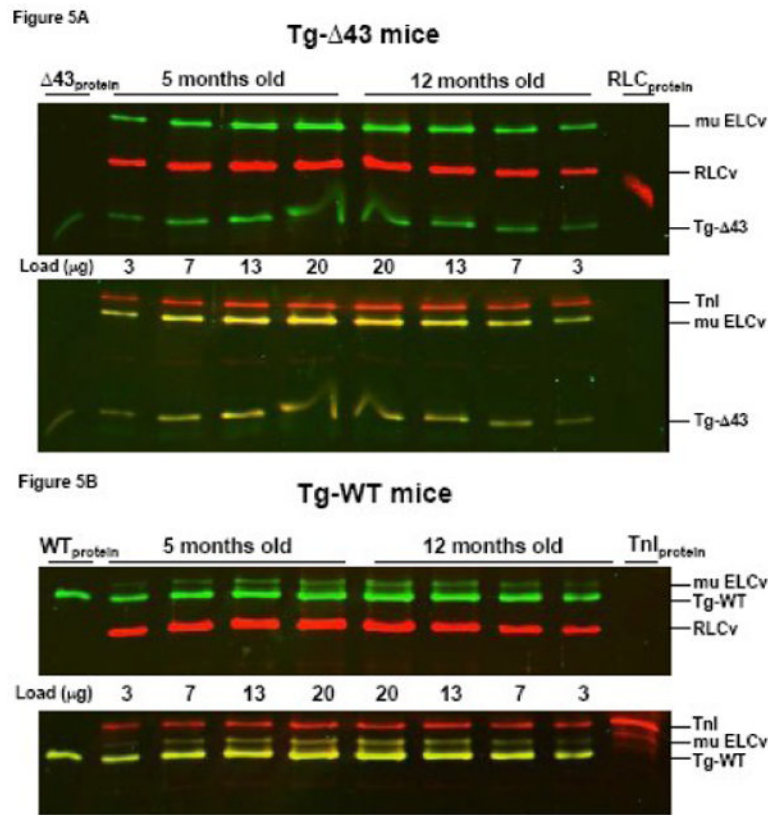 Figure 5A
Tg-Δ43 mice
Δ43protein 5 months old 12 months old RLCprotein
mu ELCv
RLCv
Tg-Δ43
Load (µg) 3 7 13 20 20 13 7 3
TnI
mu ELCv
Tg-Δ43
Figure 5B
Tg-WT mice
WTprotein 5 months old 12 months old TnIprotein
mu ELCv
Tg-WT
RLCv
Load (µg) 3 7 13 20 20 13 7 3
TnI
mu ELCv
Tg-WT